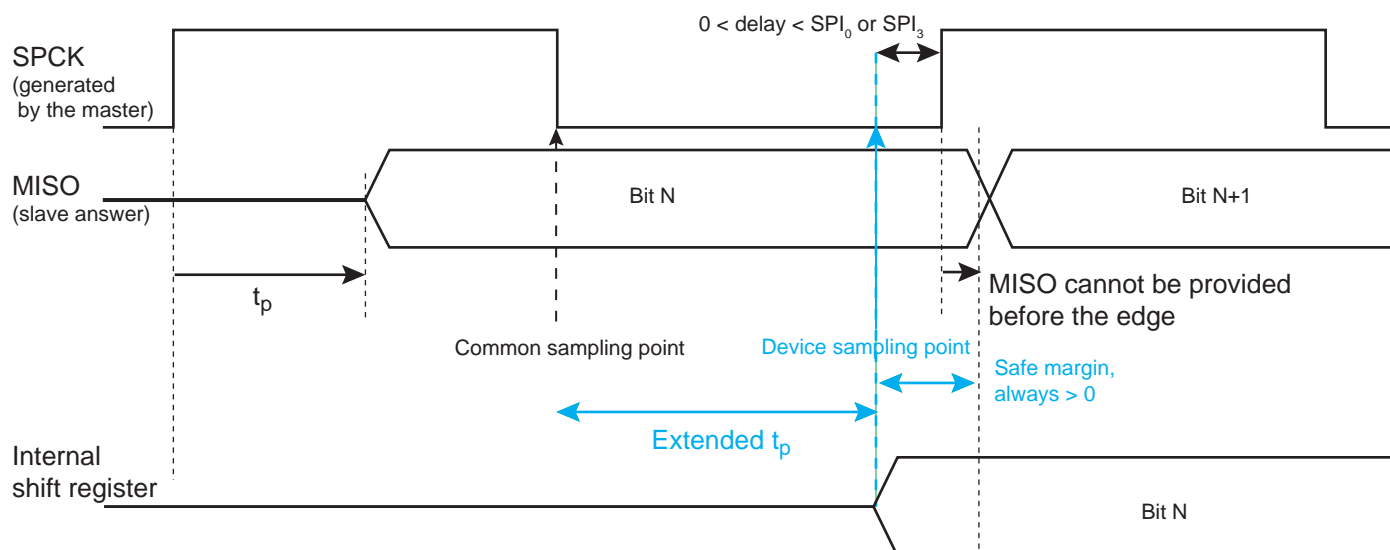 0 < delay < SPI0 or SPI3
SPCK
(generated
by the master)
MISO
(slave answer)
Bit N
Bit N+1
tp
MISO cannot be provided
before the edge
Common sampling point
Device sampling point
Safe margin,
always > 0
Extended tp
Internal
shift register
Bit N